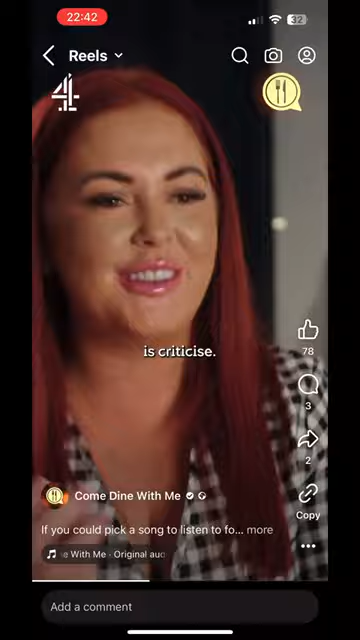 22:42
32
Reels
4
is criticise.
78
3
2
Come Dine With Me
Copy
If you could pick a song to listen to fo... more
e With Me · Original aud
Add a comment